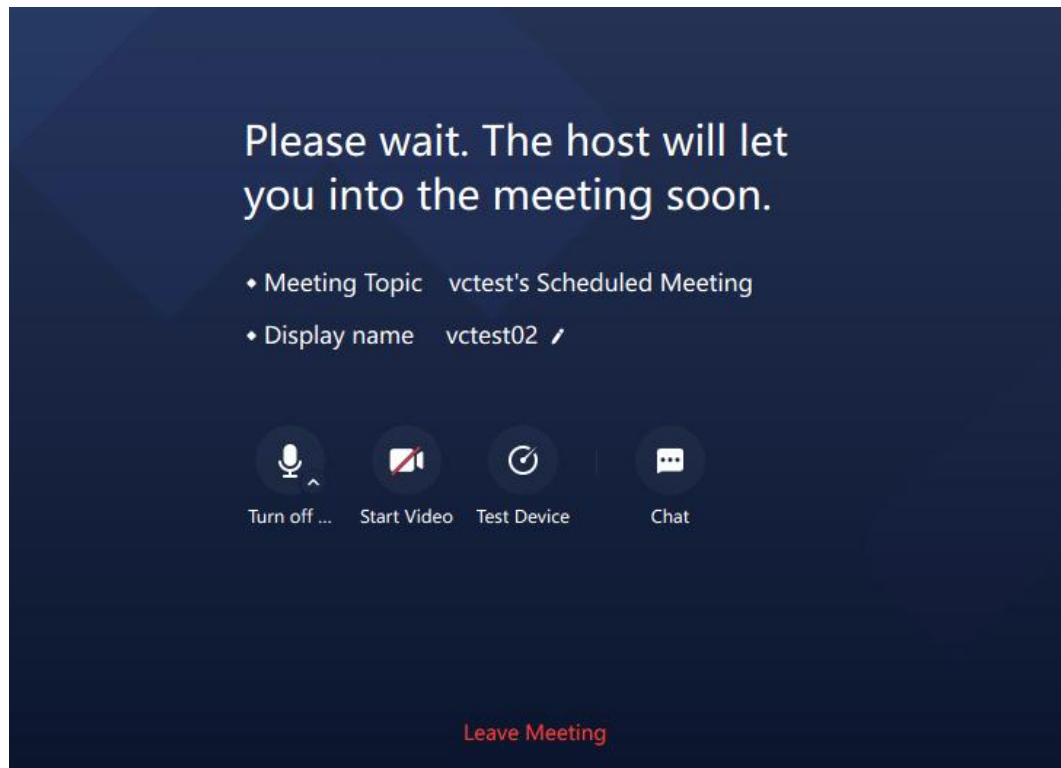 Please wait. The host will let
you into the meeting soon.
Meeting Topic vctest's Scheduled Meeting
Display name vctest02
Turn off ... Start Video Test Device Chat
Leave Meeting